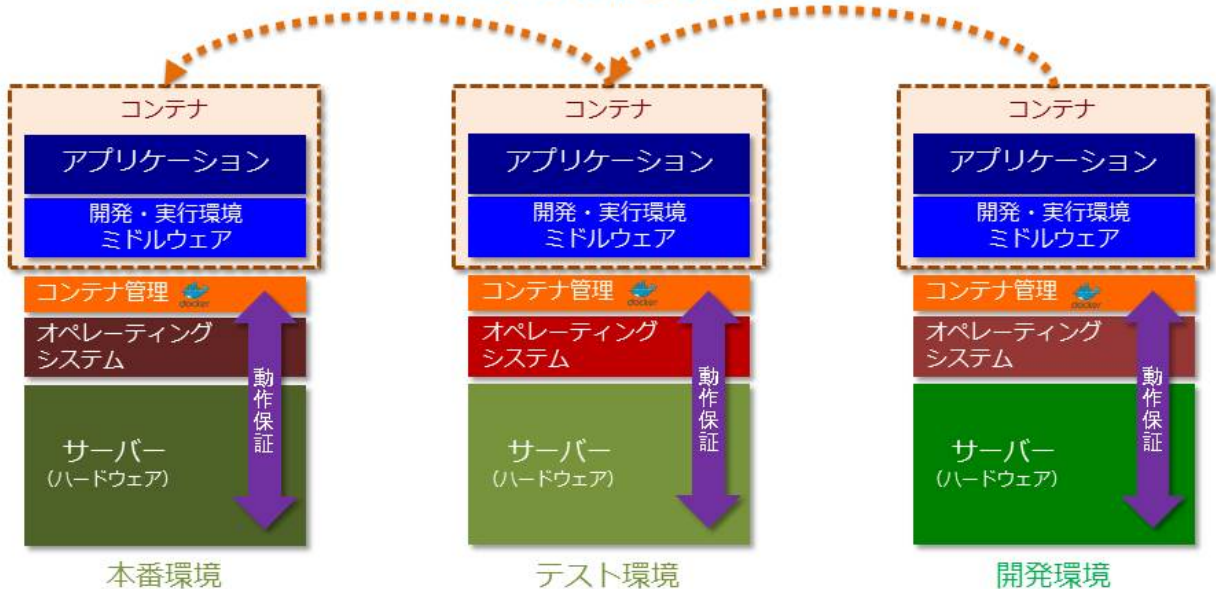 コンテナ
アプリケーション
開発・実行環境
ミドルウェア
コンテナ管理 docker
オペレーティング
システム
サーバー
(ハードウェア)
動作保証
本番環境
コンテナ
アプリケーション
開発・実行環境
ミドルウェア
コンテナ管理 docker
オペレーティング
システム
サーバー
(ハードウェア)
動作保証
テスト環境
コンテナ
アプリケーション
開発・実行環境
ミドルウェア
コンテナ管理 docker
オペレーティング
システム
サーバー
(ハードウェア)
動作保証
開発環境